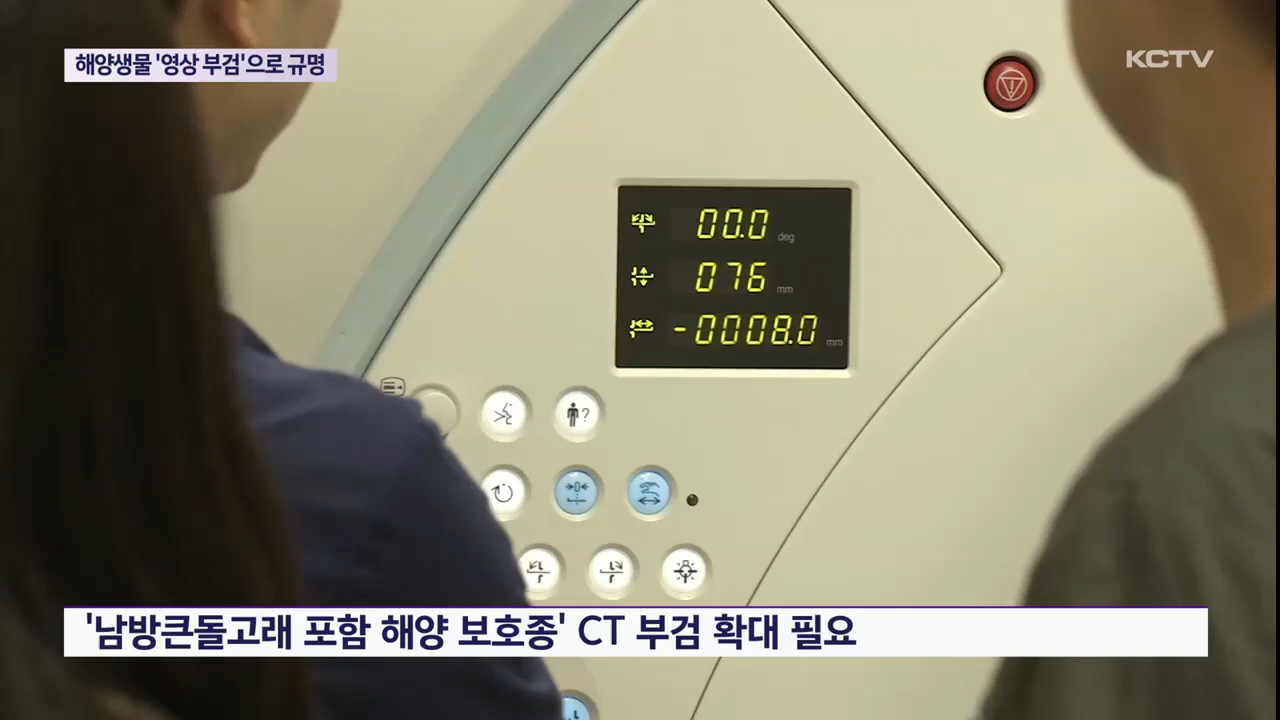 해양생물 '영상 부검'으로 규명
KCTV
00.0 deg
076 mm
-0008.0 mm
?
'남방큰돌고래 포함 해양 보호종' CT 부검 확대 필요